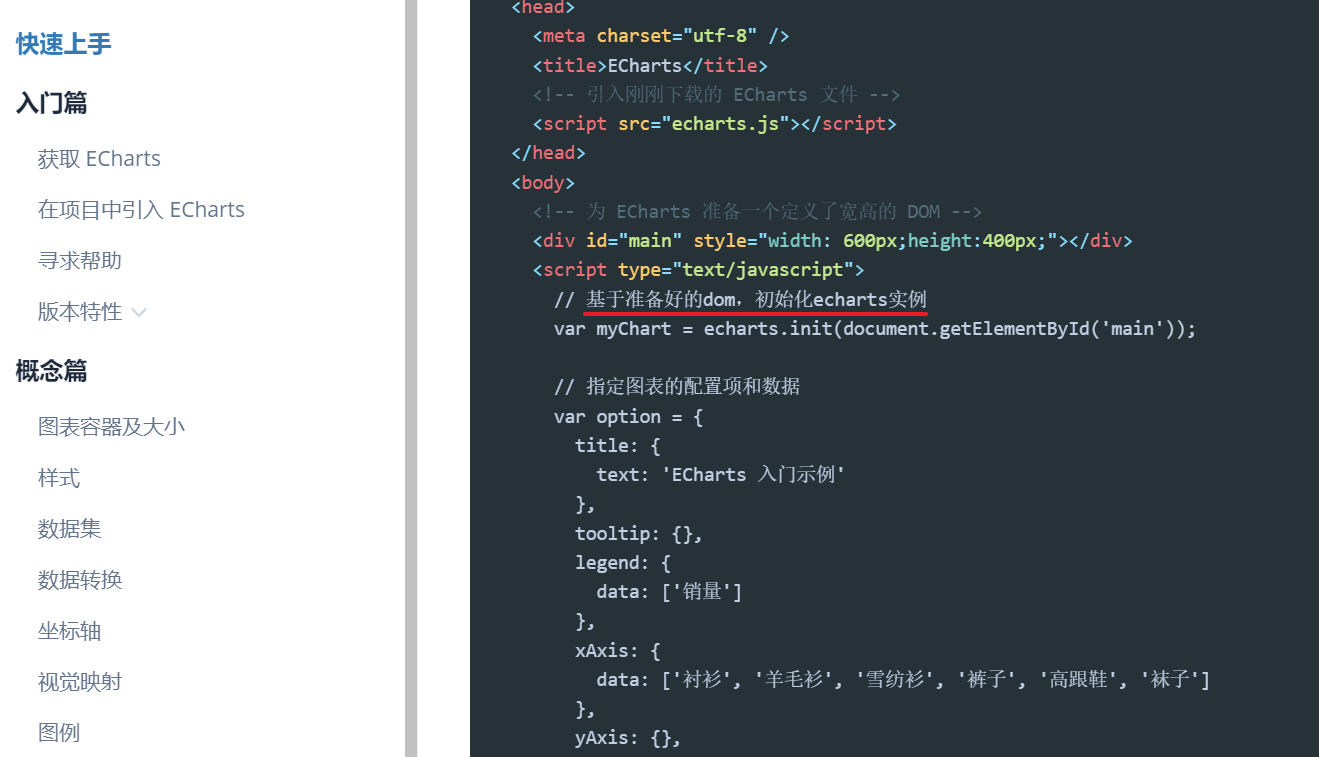 快速上手
入门篇
获取 ECharts
在项目中引入 ECharts
寻求帮助
版本特性
概念篇
图表容器及大小
样式
数据集
数据转换
坐标轴
视觉映射
图例
<head>
<meta charset="utf-8" />
<title>ECharts</title>
<!-- 引入刚刚下载的 ECharts 文件 -->
<script src="echarts.js"></script>
</head>
<body>
<!-- 为 ECharts 准备一个定义了宽高的 DOM -->
<div id="main" style="width: 600px;height:400px;"></div>
<script type="text/javascript">
// 基于准备好的dom，初始化echarts实例
var myChart = echarts.init(document.getElementById('main'));
// 指定图表的配置项和数据
var option = {
title: {
text: 'ECharts 入门示例'
},
tooltip: {},
legend: {
data: ['销量']
},
xAxis: {
data: ['衬衫', '羊毛衫', '雪纺衫', '裤子', '高跟鞋', '袜子']
},
yAxis: {},